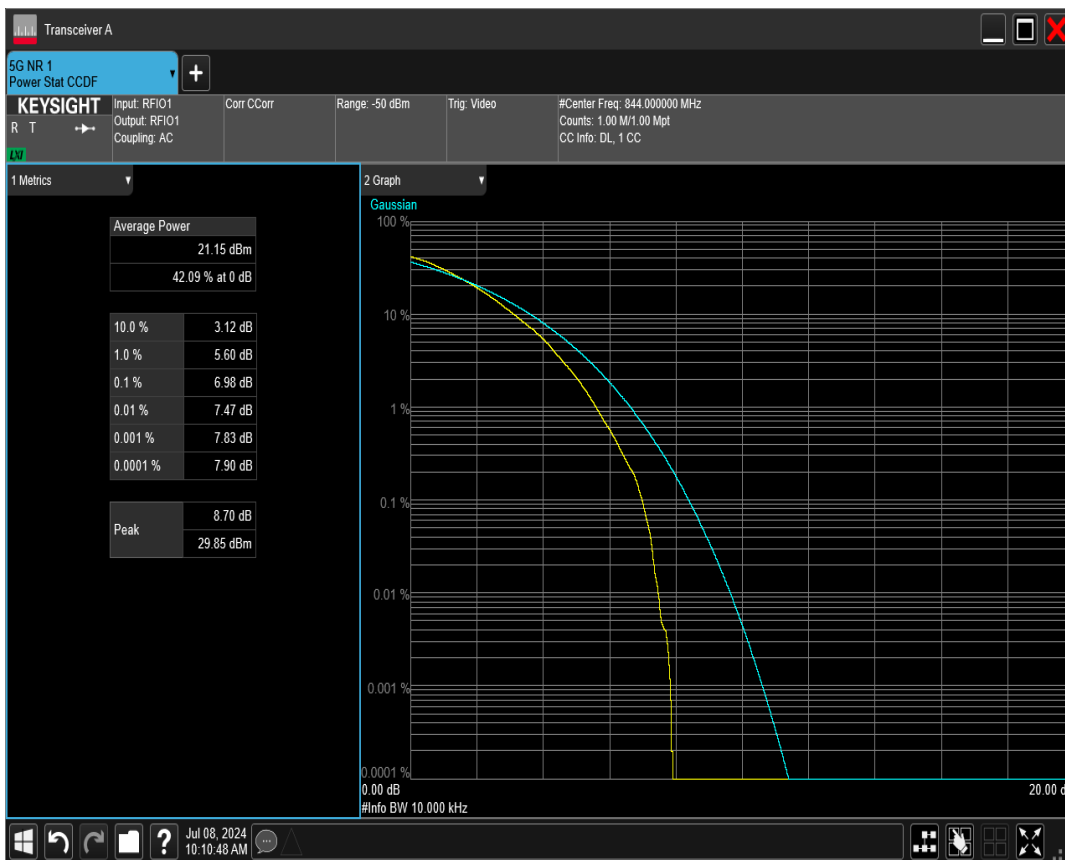 Transceiver A
5G NR 1
Power Stat CCDF
KEYSIGHT
R T
LXI
Input: RFIO1
Output: RFIO1
Coupling: AC
Corr CCorr
Range: -50 dBm
Trig: Video
#Center Freq: 844.000000 MHz
Counts: 1.00 M/1.00 Mpt
CC Info: DL, 1 CC
1 Metrics
Average Power
21.15 dBm
42.09 % at 0 dB
10.0 % 3.12 dB
1.0 % 5.60 dB
0.1 % 6.98 dB
0.01 % 7.47 dB
0.001 % 7.83 dB
0.0001 % 7.90 dB
Peak 8.70 dB
29.85 dBm
2 Graph
Gaussian
100 %
10 %
1 %
0.1 %
0.01 %
0.001 %
0.0001 %
0.00 dB 20.00 d
#Info BW 10.000 kHz
?
Jul 08, 2024
10:10:48 AM